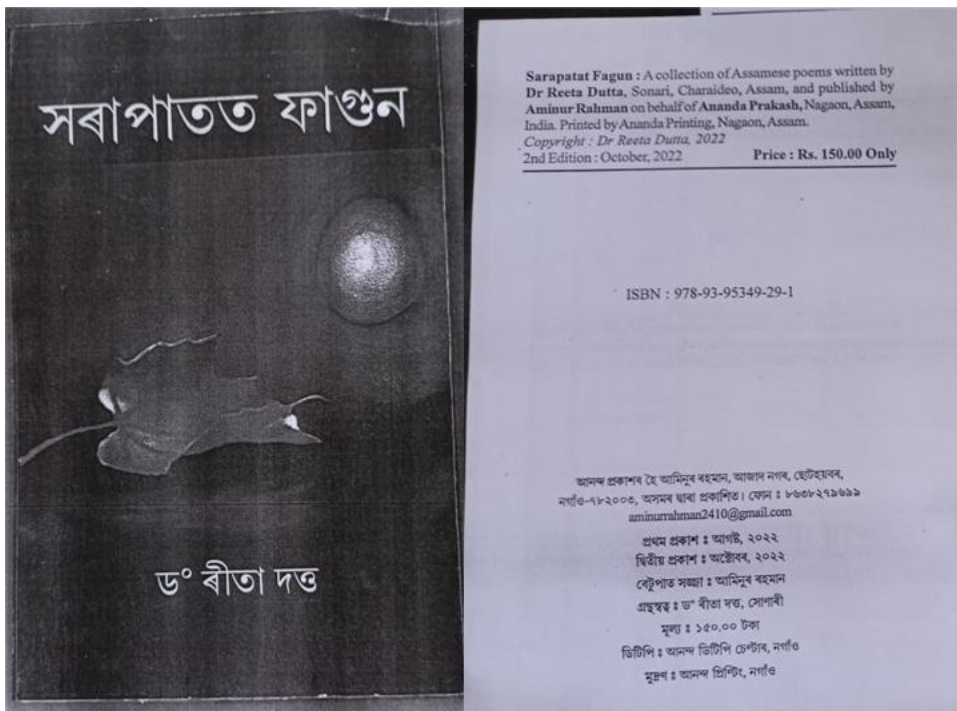 সৰাপাতত ফাগুন
ড° ৰীতা দত্ত
Sarapatat Fagun : A collection of Assamese poems written by
Dr Reeta Dutta, Sonari, Charaideo, Assam, and published by
Aminur Rahman on behalf of Ananda Prakash, Nagaon, Assam,
India. Printed by Ananda Printing, Nagaon, Assam.
Copyright : Dr Reeta Dutta, 2022
2nd Edition : October, 2022 Price : Rs. 150.00 Only
ISBN : 978-93-95349-29-1
আনন্দ প্ৰকাশৰ হৈ আমিনুৰ ৰহমান, আজাদ নগৰ, ছোটহয়বৰ,
নগাঁও-৭৮২০০৩, অসমৰ দ্বাৰা প্ৰকাশিত। ফোন ঃ ৮৬৩৮২৭৯৬৯৯
aminurrahman2410@gmail.com
প্ৰথম প্ৰকাশ ঃ আগষ্ট, ২০২২
দ্বিতীয় প্ৰকাশ ঃ অক্টোবৰ, ২০২২
বেটুপাত সজ্জা ঃ আমিনুৰ ৰহমান
গ্ৰন্থস্বত্ব ঃ ড° ৰীতা দত্ত, সোণাৰী
মূল্য ঃ ১৫০.০০ টকা
ডিটিপি ঃ আনন্দ ডিটিপি চেণ্টাৰ, নগাঁও
মুদ্ৰণ ঃ আনন্দ প্ৰিণ্টিং, নগাঁও